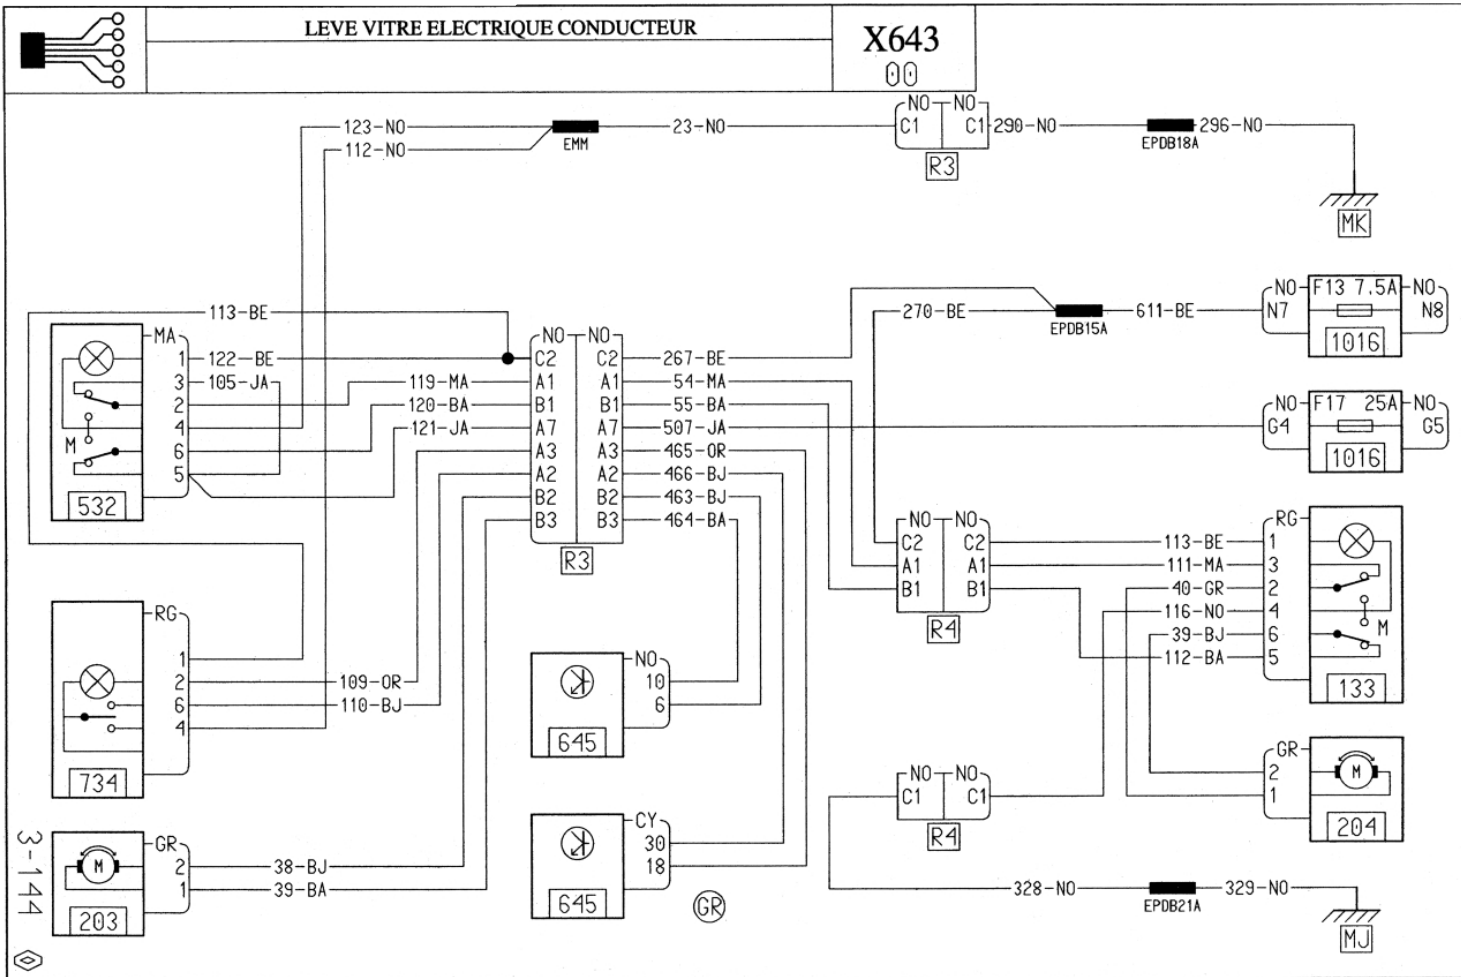 LEVE VITRE ELECTRIQUE CONDUCTEUR
X643
00
123-NO
112-NO
EMM
23-NO
NO NO
C1 C1
R3
290-NO
EPDB18A
296-NO
MK
113-BE
270-BE
EPDB15A
611-BE
NO F13 7.5A NO
N7 N8
1016
NO F17 25A NO
G4 G5
1016
MA
1 122-BE
3 105-JA
2
4
6
5
M
532
119-MA
120-BA
121-JA
NO NO
C2 C2 267-BE
A1 A1 54-MA
B1 B1 55-BA
A7 A7 507-JA
A3 A3 465-OR
A2 A2 466-BJ
B2 B2 463-BJ
B3 B3 464-BA
R3
NO NO
C2 C2
A1 A1
B1 B1
R4
RG
113-BE 1
111-MA 3
40-GR 2
116-NO 4
39-BJ 6
112-BA 5
M
133
RG
1
2 109-OR
6 110-BJ
4
734
NO
10
6
645
NO NO
C1 C1
R4
GR
2
1
M
204
3-144
GR
2 38-BJ
1 39-BA
M
203
CY
30
18
645
GR
328-NO
EPDB21A
329-NO
MJ